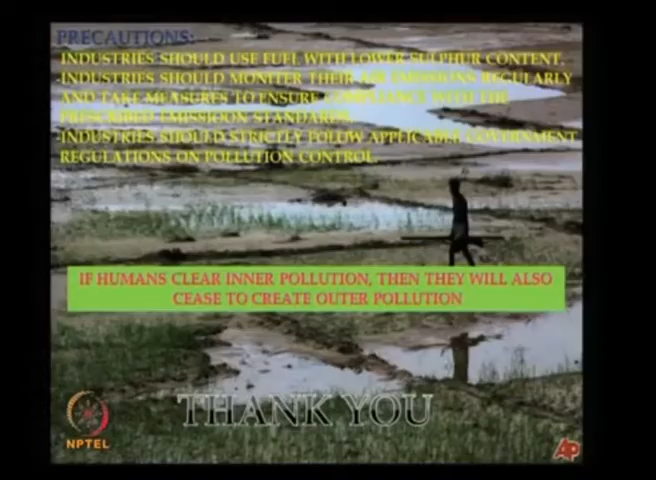 PRECAUTIONS:
INDUSTRIES SHOULD USE FUEL WITH LOWER SULPHUR CONTENT.
-INDUSTRIES SHOULD MONITER THEIR AIR EMISSIONS REGULARLY
AND TAKE MEASURES TO ENSURE COMPLIANCE WITH THE
PRESCRIBED EMISSIOON STANDARDS.
-INDUSTRIES SHOULD STRICTLY FOLOW APPLICABLE GOVERNMENT
REGULATIONS ON POLLUTION CONTROL.
IF HUMANS CLEAR INNER POLLUTION, THEN THEY WILL ALSO
CEASE TO CREATE OUTER POLLUTION
THANK YOU
NPTEL
AP